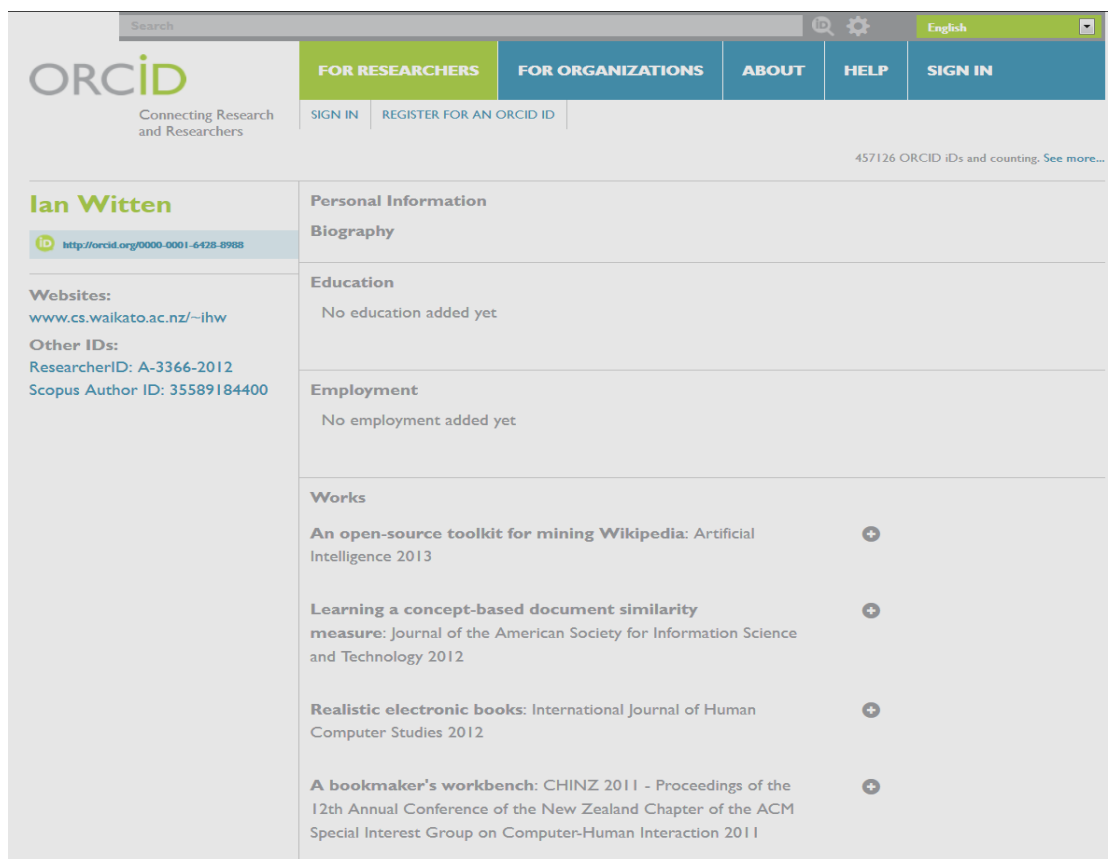 Search
English
ORCiD
FOR RESEARCHERS
FOR ORGANIZATIONS
ABOUT
HELP
SIGN IN
Connecting Research
and Researchers
SIGN IN
REGISTER FOR AN ORCID ID
457126 ORCID iDs and counting. See more...
Ian Witten
iD http://orcid.org/0000-0001-6428-8988
Websites:
www.cs.waikato.ac.nz/~ihw
Other IDs:
ResearcherID: A-3366-2012
Scopus Author ID: 35589184400
Personal Information
Biography
Education
No education added yet
Employment
No employment added yet
Works
An open-source toolkit for mining Wikipedia: Artificial
Intelligence 2013
Learning a concept-based document similarity
measure: Journal of the American Society for Information Science
and Technology 2012
Realistic electronic books: International Journal of Human
Computer Studies 2012
A bookmaker's workbench: CHINZ 2011 - Proceedings of the
12th Annual Conference of the New Zealand Chapter of the ACM
Special Interest Group on Computer-Human Interaction 2011